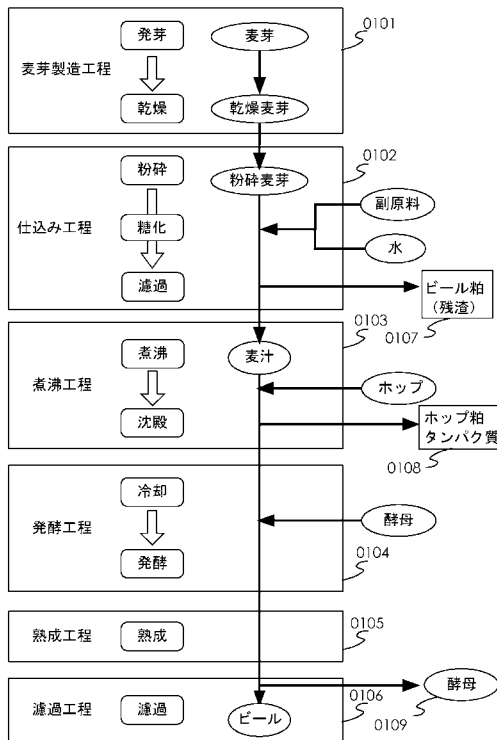 0101
麦芽製造工程
発芽
麦芽
乾燥
乾燥麦芽
0102
仕込み工程
粉砕
粉砕麦芽
糖化
副原料
水
濾過
ビール粕
（残渣）
0107
0103
煮沸工程
煮沸
麦汁
ホップ
沈殿
ホップ粕
タンパク質
0108
発酵工程
冷却
酵母
発酵
0104
0105
熟成工程
熟成
0106
濾過工程
濾過
ビール
酵母
0109